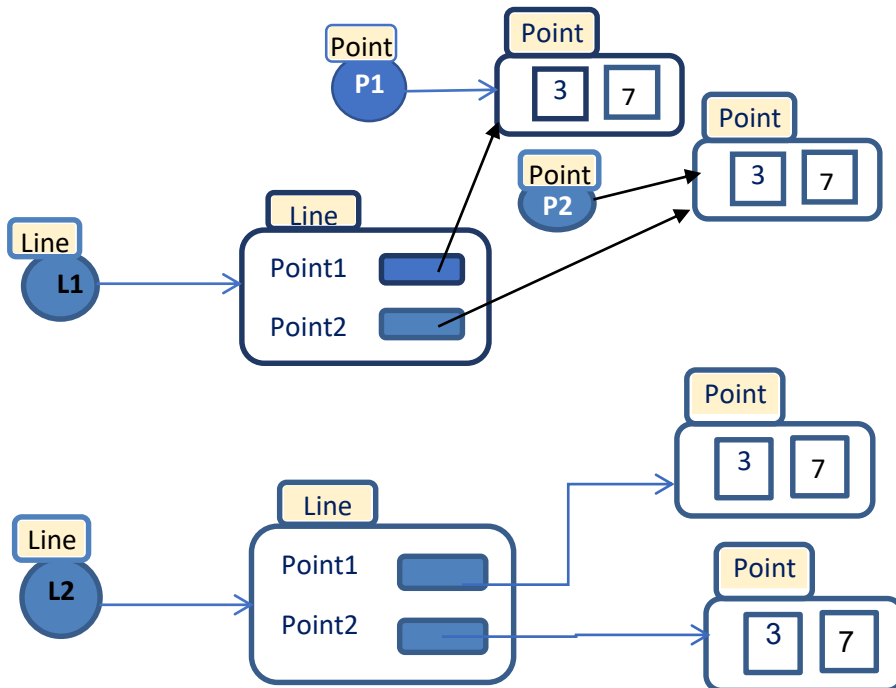 Point
P1
Point
3 7
Point
3 7
Point
P2
Line
L1
Line
Point1
Point2
Point
3 7
Line
L2
Line
Point1
Point2
Point
3 7